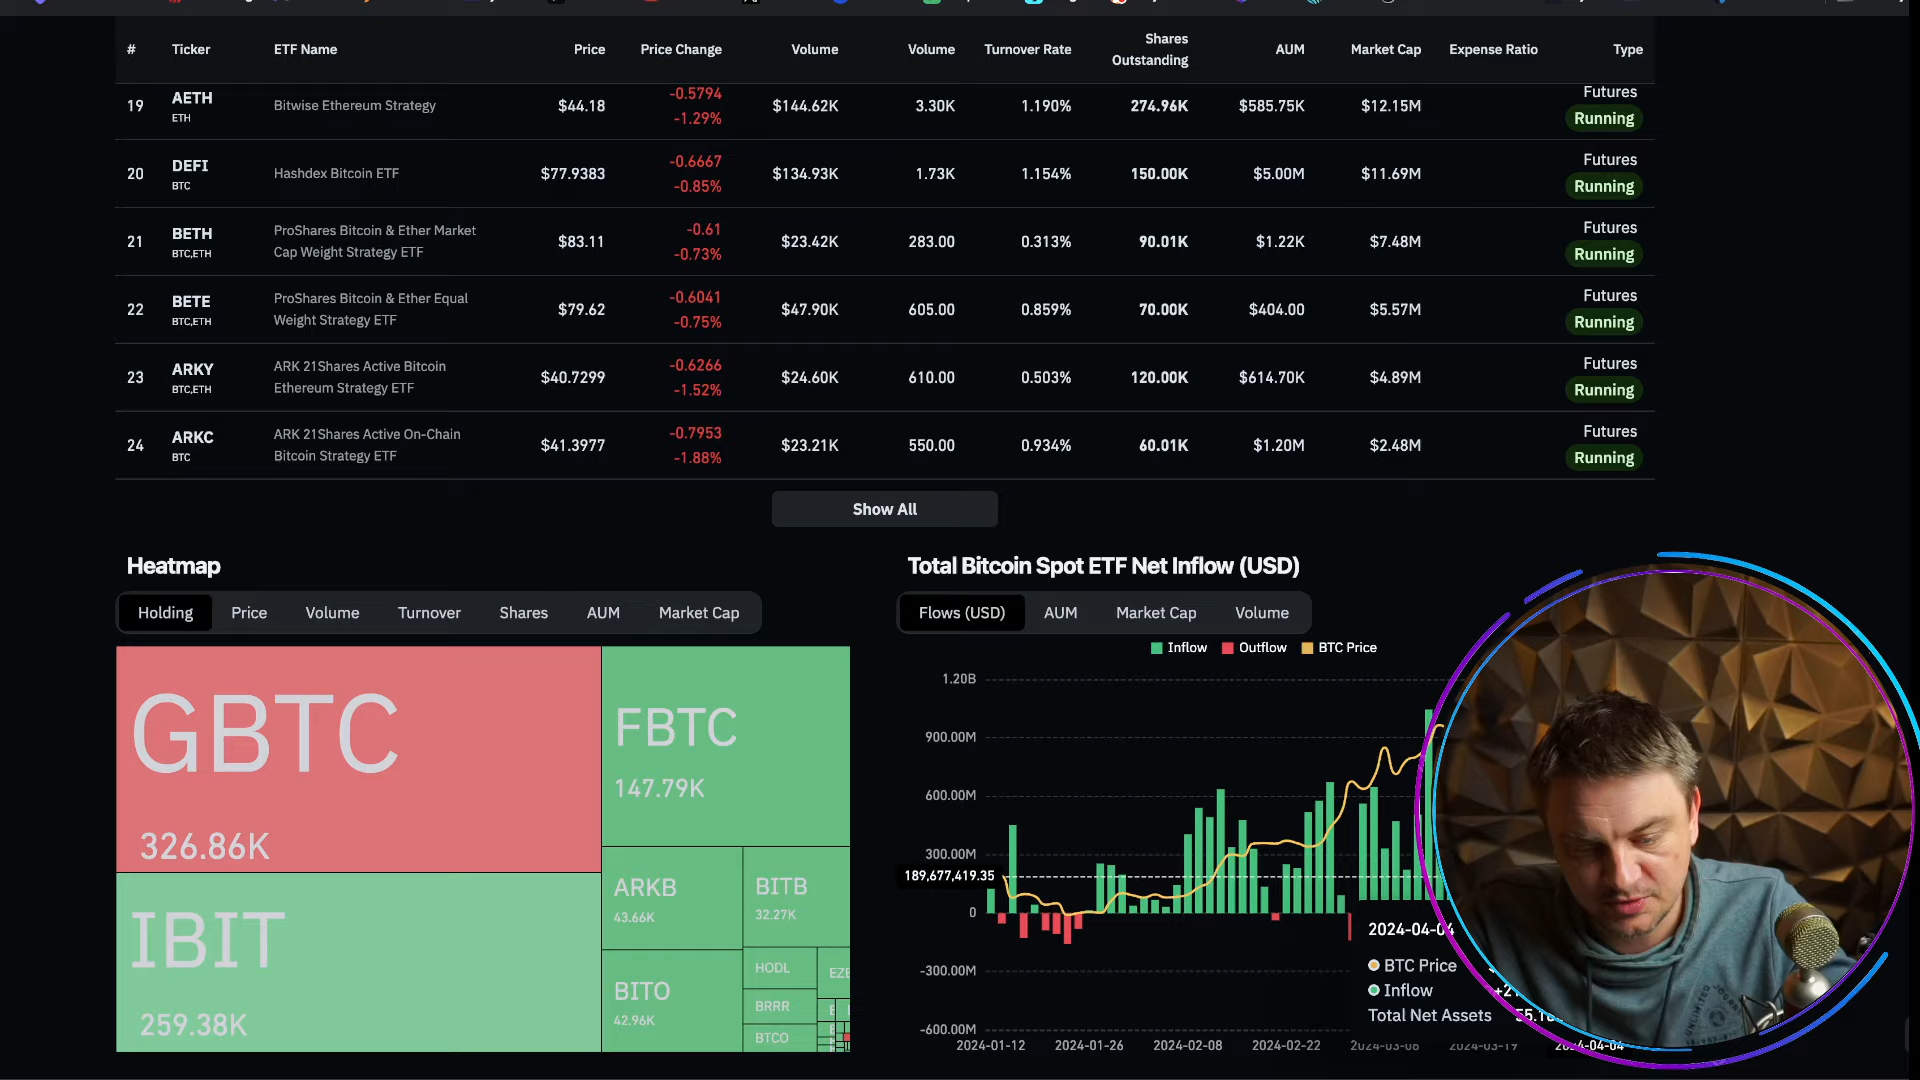 # Ticker ETF Name Price Price Change Volume Volume Turnover Rate Shares Outstanding AUM Market Cap Expense Ratio Type
19 AETH ETH Bitwise Ethereum Strategy $44.18 -0.5794 -1.29% $144.62K 3.30K 1.190% 274.96K $585.75K $12.15M Futures Running
20 DEFI BTC Hashdex Bitcoin ETF $77.9383 -0.6667 -0.85% $134.93K 1.73K 1.154% 150.00K $5.00M $11.69M Futures Running
21 BETH BTC,ETH ProShares Bitcoin & Ether Market Cap Weight Strategy ETF $83.11 -0.61 -0.73% $23.42K 283.00 0.313% 90.01K $1.22K $7.48M Futures Running
22 BETE BTC,ETH ProShares Bitcoin & Ether Equal Weight Strategy ETF $79.62 -0.6041 -0.75% $47.90K 605.00 0.859% 70.00K $404.00 $5.57M Futures Running
23 ARKY BTC,ETH ARK 21Shares Active Bitcoin Ethereum Strategy ETF $40.7299 -0.6266 -1.52% $24.60K 610.00 0.503% 120.00K $614.70K $4.89M Futures Running
24 ARKC BTC ARK 21Shares Active On-Chain Bitcoin Strategy ETF $41.3977 -0.7953 -1.88% $23.21K 550.00 0.934% 60.01K $1.20M $2.48M Futures Running
Show All
Heatmap
Holding Price Volume Turnover Shares AUM Market Cap
GBTC
326.86K
IBIT
259.38K
FBTC
147.79K
ARKB
43.66K
BITB
32.27K
BITO
42.96K
HODL
BRRR
BTCO
Total Bitcoin Spot ETF Net Inflow (USD)
Flows (USD) AUM Market Cap Volume
Inflow Outflow BTC Price
1.20B
900.00M
600.00M
300.00M
189,677,419.35
0
-300.00M
-600.00M
2024-01-12 2024-01-26 2024-02-08 2024-02-22 2024-03-06 2024-03-19 2024-04-04
2024-04-04
BTC Price
Inflow
Total Net Assets